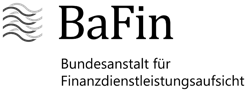 BaFin
Bundesanstalt für
Finanzdienstleistungsaufsicht